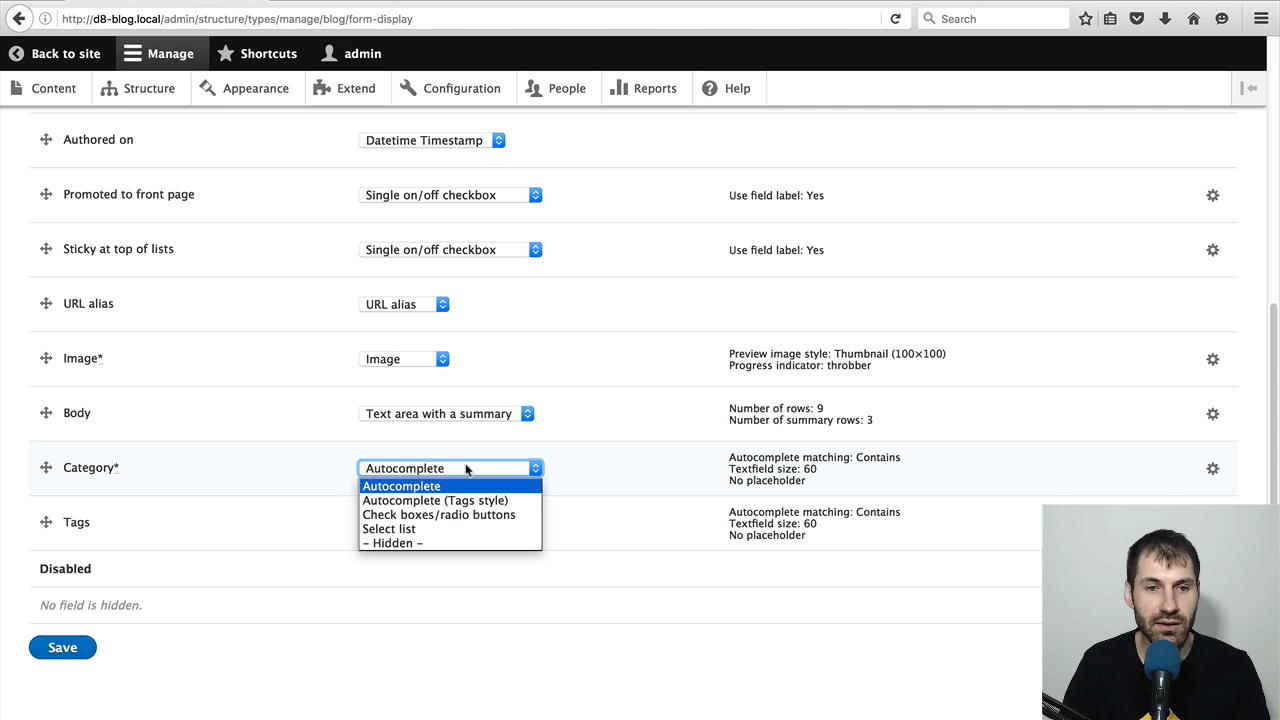 http://d8-blog.local/admin/structure/types/manage/blog/form-display
Search
Back to site
Manage
Shortcuts
admin
Content
Structure
Appearance
Extend
Configuration
People
Reports
Help
Authored on
Datetime Timestamp
Promoted to front page
Single on/off checkbox
Use field label: Yes
Sticky at top of lists
Single on/off checkbox
Use field label: Yes
URL alias
URL alias
Image*
Image
Preview image style: Thumbnail (100×100)
Progress indicator: throbber
Body
Text area with a summary
Number of rows: 9
Number of summary rows: 3
Category*
Autocomplete
Autocomplete matching: Contains
Textfield size: 60
No placeholder
Autocomplete
Autocomplete (Tags style)
Check boxes/radio buttons
Select list
- Hidden -
Tags
Autocomplete matching: Contains
Textfield size: 60
No placeholder
Disabled
No field is hidden.
Save